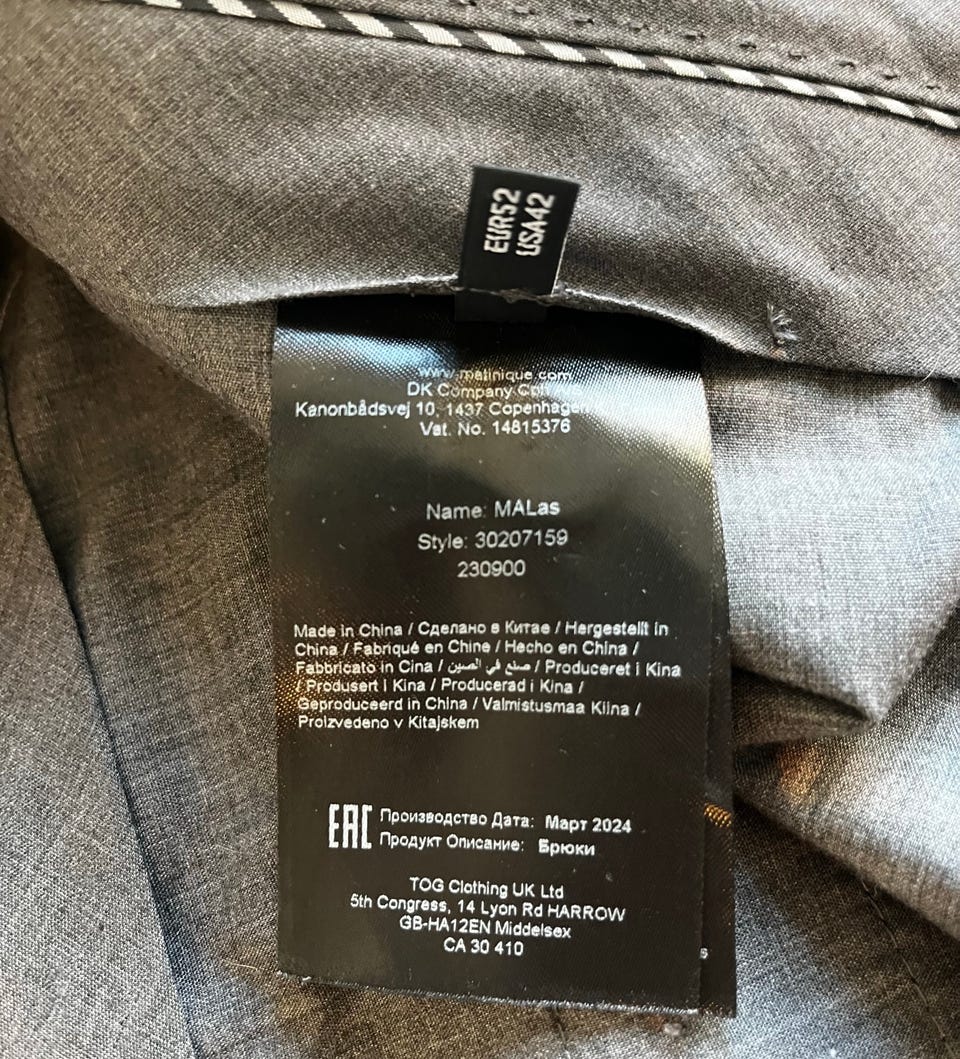 EUR52
USA42
www.matinique.com
DK Company
Kanonbådsvej 10, 1437 Copenhagen
Vat. No. 14815376
Name: MALas
Style: 30207159
230900
Made in China / Сделано в Китае / Hergestellt in
China / Fabriqué en Chine / Hecho en China /
Fabbricato in Cina / صنع في الصين / Produceret i Kina
/ Produsert i Kina / Producerad i Kina /
Geproduceerd in China / Valmistusmaa Kiina /
Proizvedeno v Kitajskem
EAC Производство Дата: Март 2024
Продукт Описание: Брюки
TOG Clothing UK Ltd
5th Congress, 14 Lyon Rd HARROW
GB-HA12EN Middelsex
CA 30 410
s